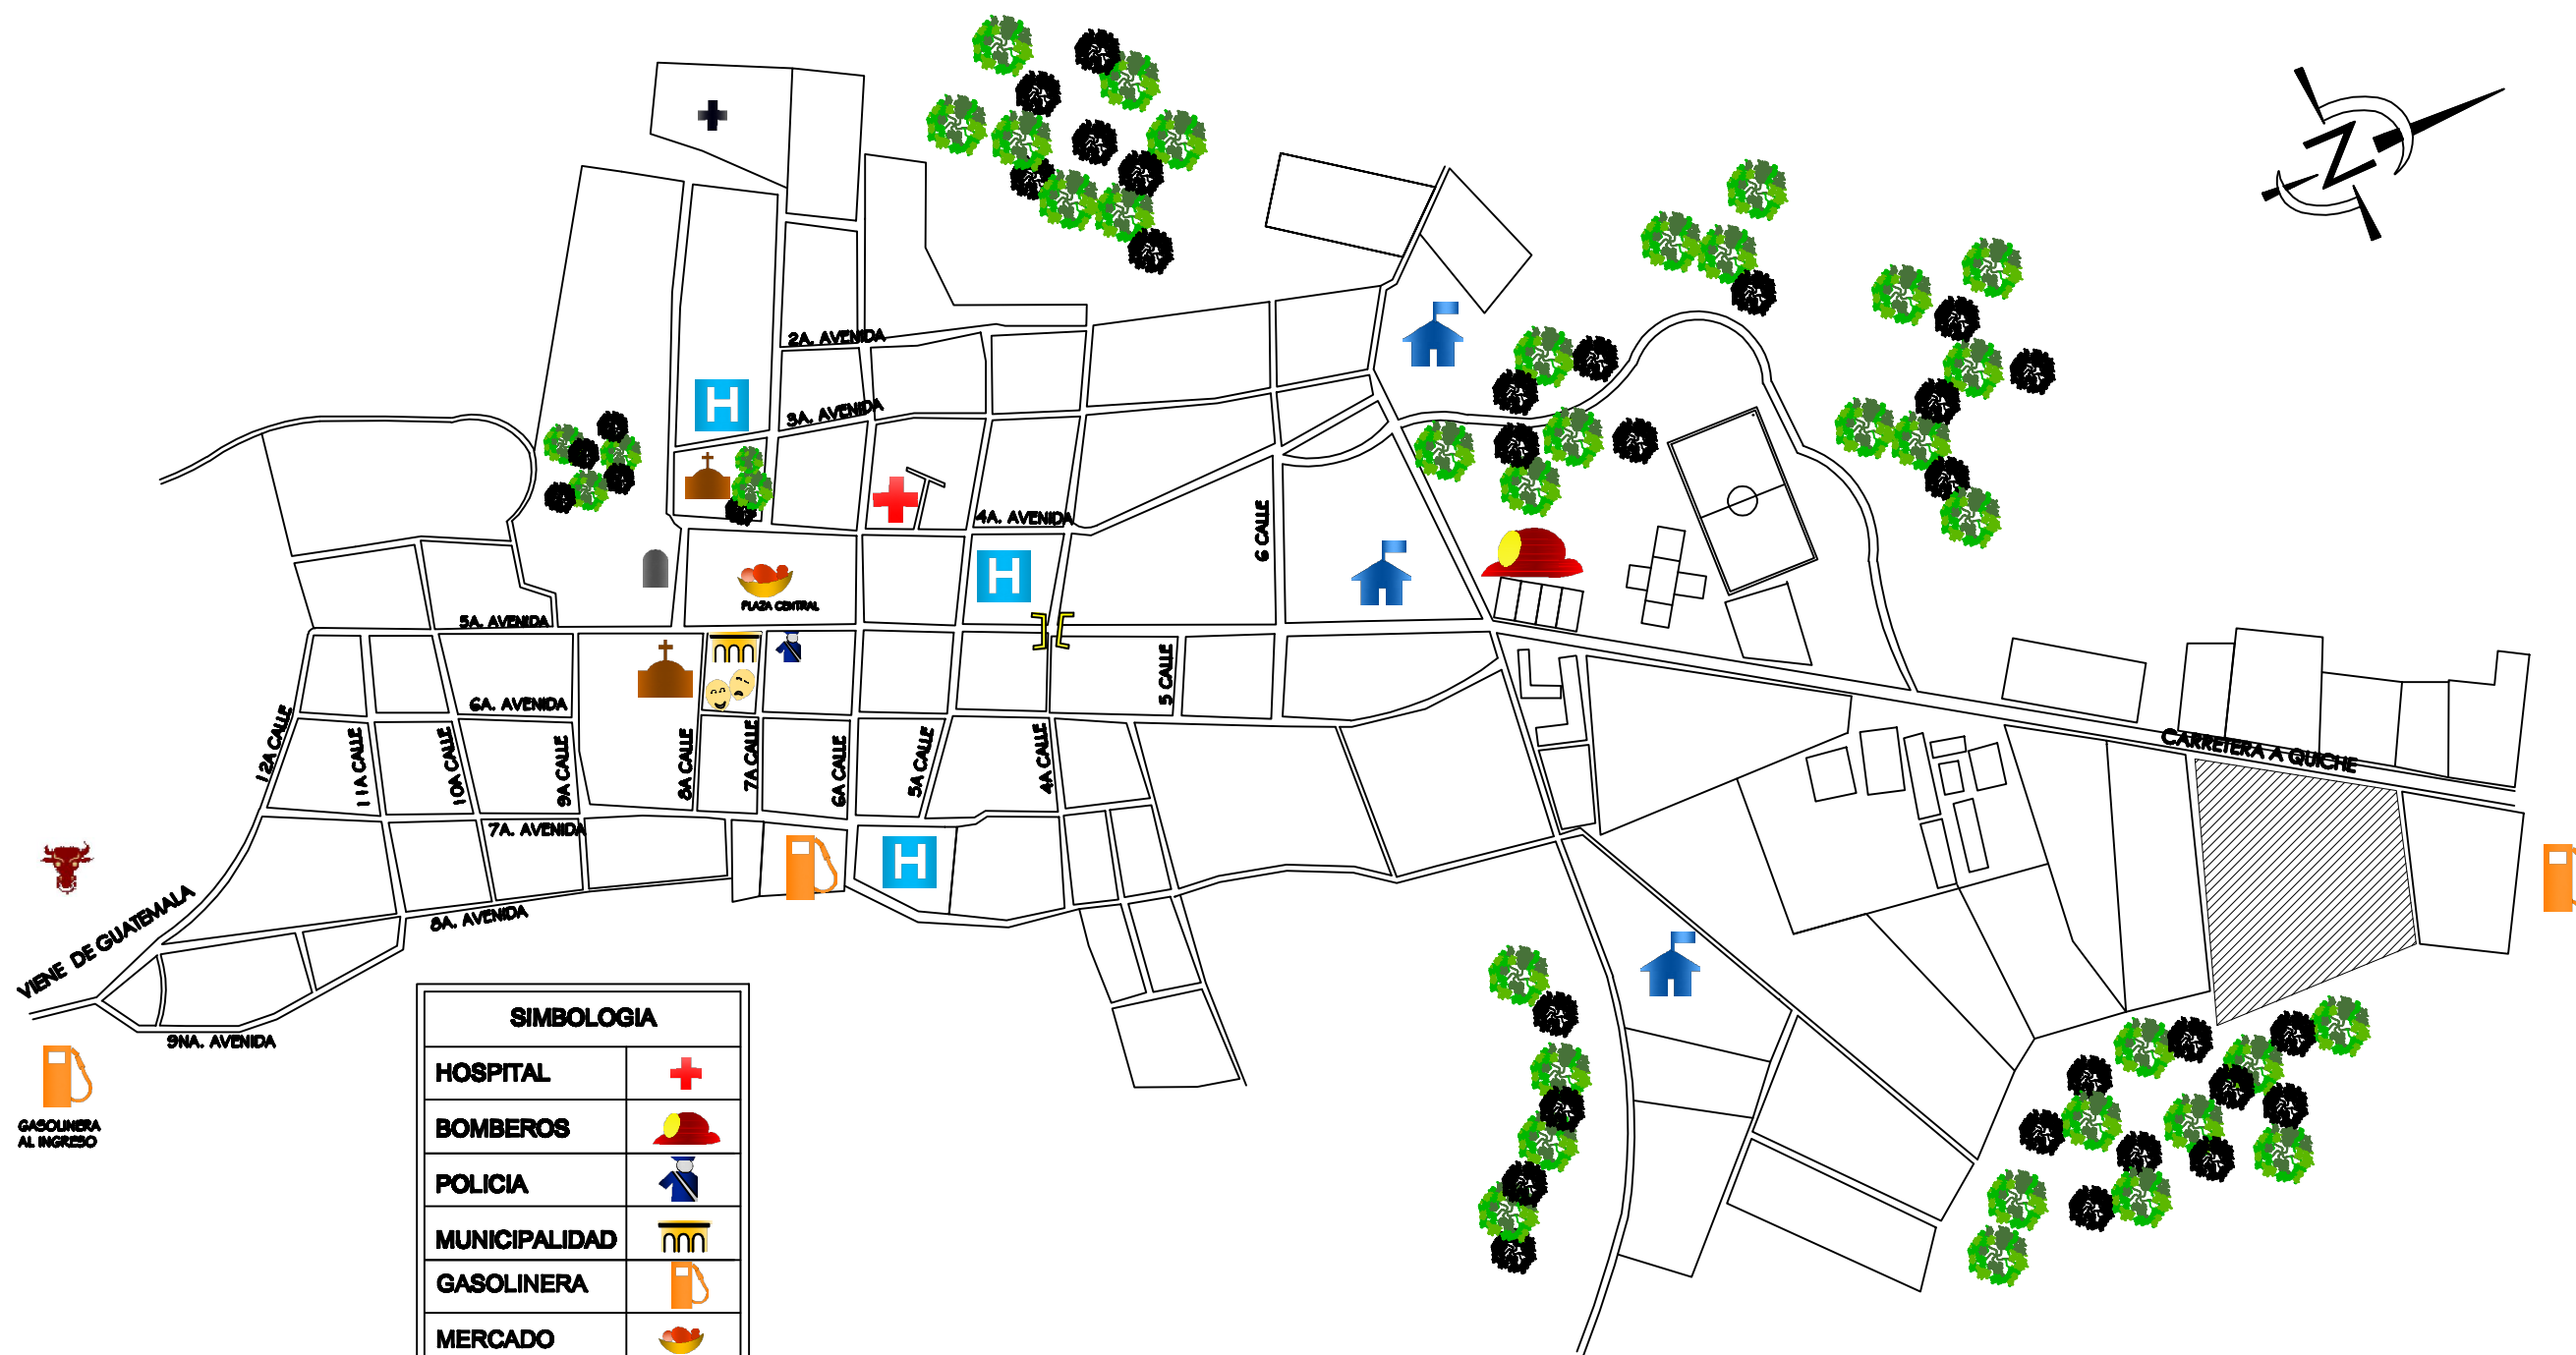 2A. AVENIDA
3A. AVENIDA
4A. AVENIDA
6 CALLE
PLAZA CENTRAL
5A. AVENIDA
5 CALLE
6A. AVENIDA
12A CALLE
11A CALLE
10A CALLE
9A CALLE
8A CALLE
7A CALLE
6A CALLE
5A CALLE
4A CALLE
CARRETERA A QUICHE
7A. AVENIDA
8A. AVENIDA
VIENE DE GUATEMALA
9NA. AVENIDA
GASOLINERA
AL INGRESO
N
H
H
H
SIMBOLOGIA
HOSPITAL
BOMBEROS
POLICIA
MUNICIPALIDAD
GASOLINERA
MERCADO